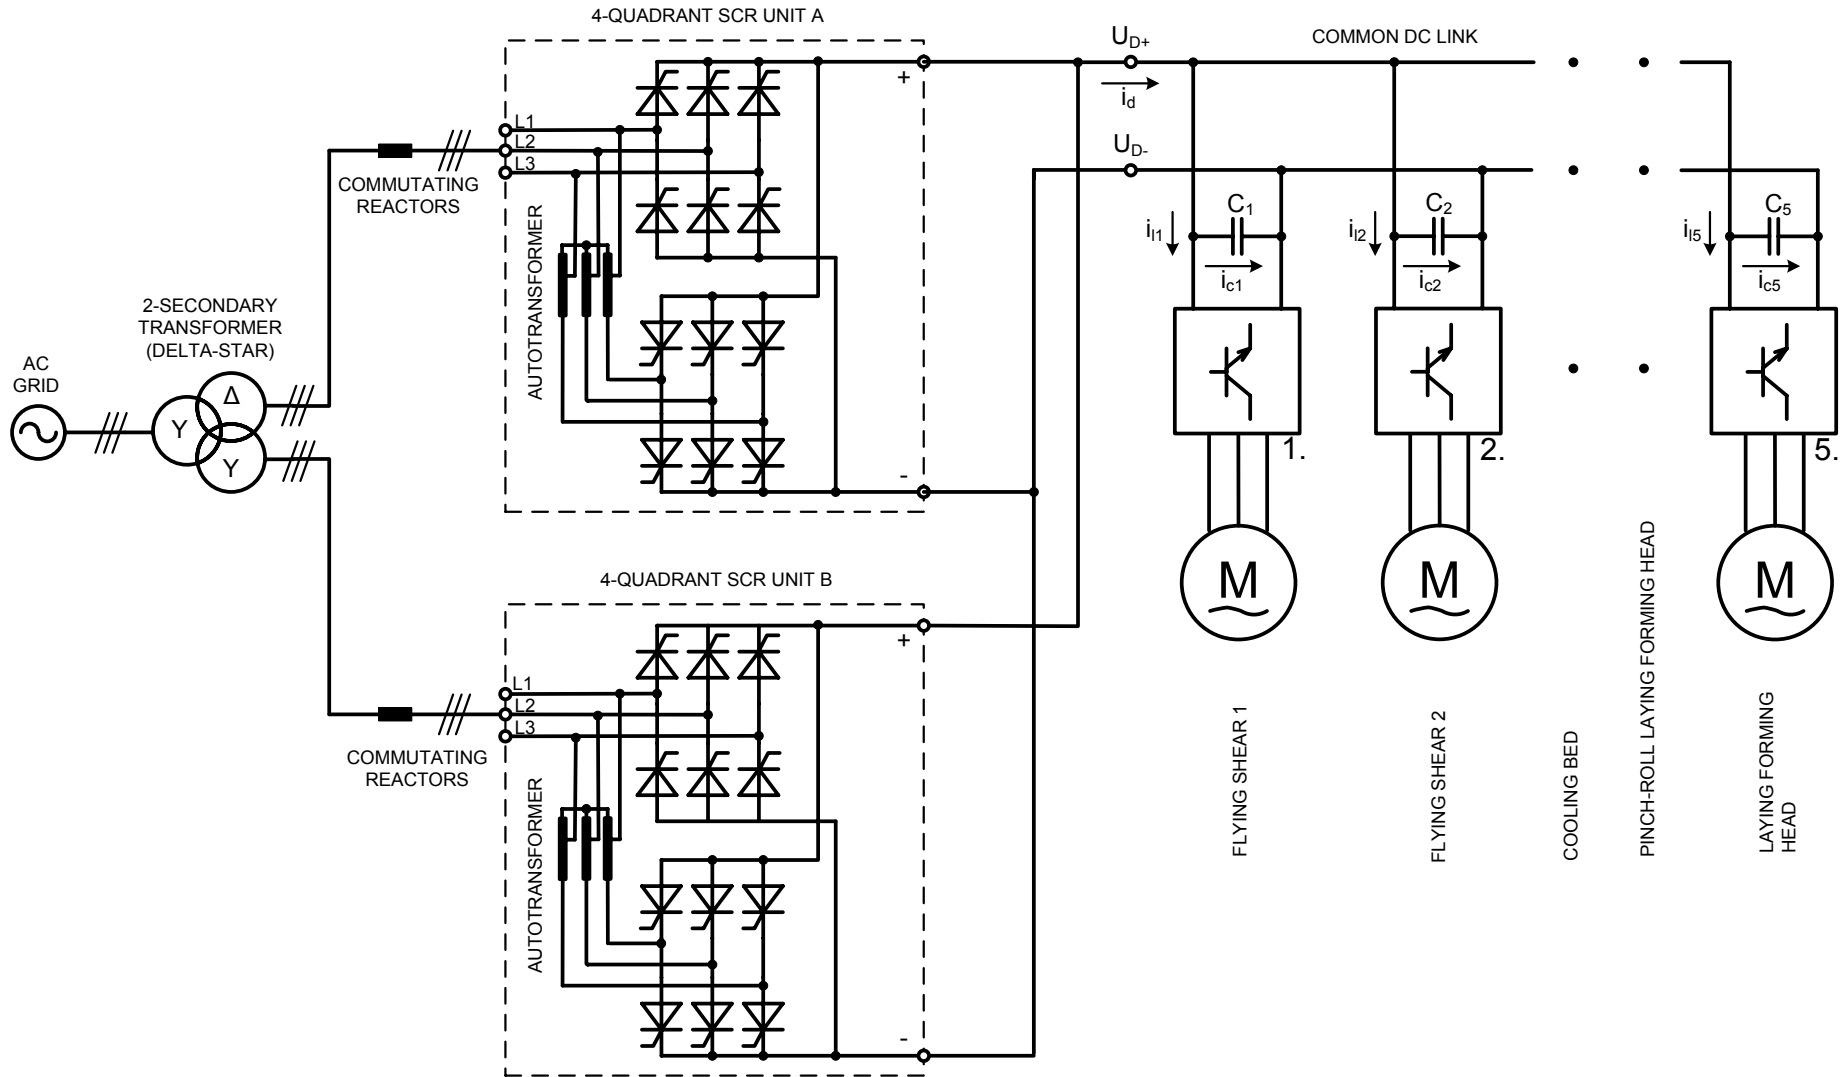 4-QUADRANT SCR UNIT A
U_D+
COMMON DC LINK
+
i_d
L1
L2
L3
U_D-
COMMUTATING
REACTORS
AUTOTRANSFORMER
C_1
C_2
C_5
i_l1
i_l2
i_l5
i_c1
i_c2
i_c5
2-SECONDARY
TRANSFORMER
(DELTA-STAR)
AC
GRID
Δ
Y
Y
1.
2.
5.
-
M
M
M
4-QUADRANT SCR UNIT B
+
L1
L2
L3
COMMUTATING
REACTORS
AUTOTRANSFORMER
-
FLYING SHEAR 1
FLYING SHEAR 2
COOLING BED
PINCH-ROLL LAYING FORMING HEAD
LAYING FORMING
HEAD